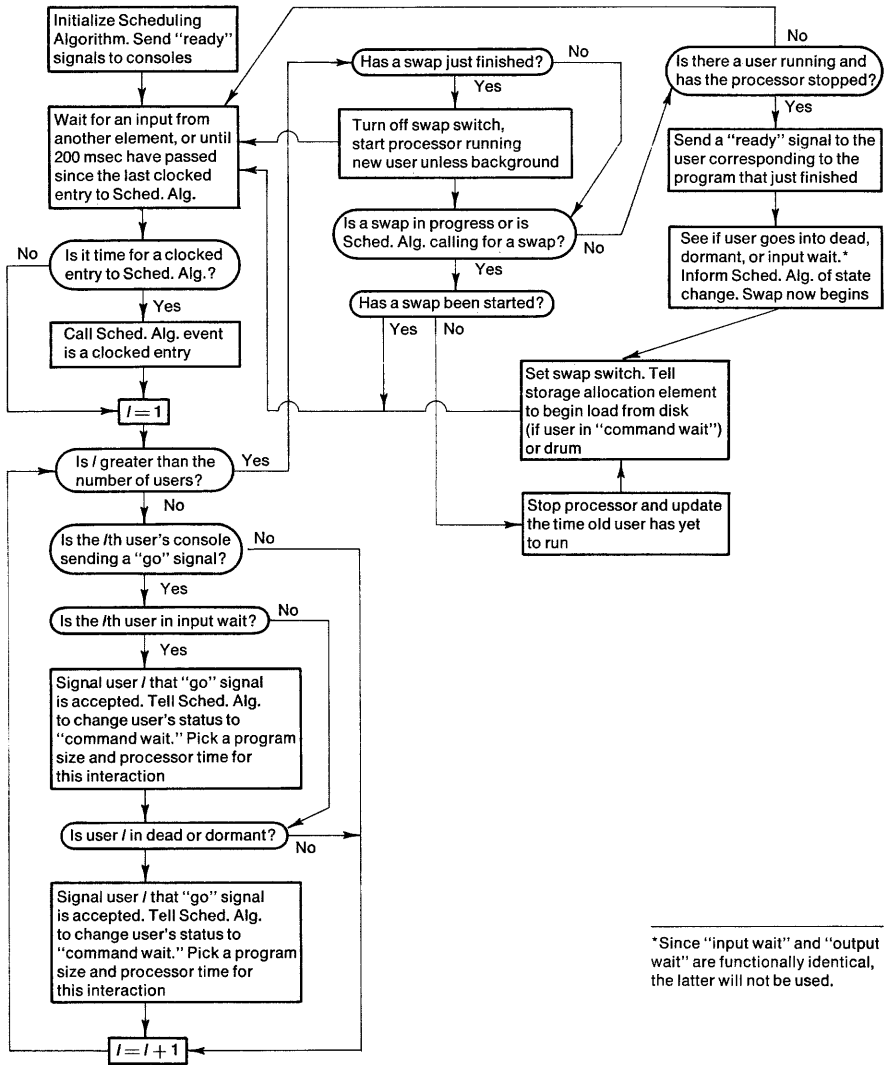 Initialize Scheduling
Algorithm. Send “ready”
signals to consoles
Wait for an input from
another element, or until
200 msec have passed
since the last clocked
entry to Sched. Alg.
No
Is it time for a clocked
entry to Sched. Alg.?
Yes
Call Sched. Alg. event
is a clocked entry
I = 1
Is I greater than the
number of users?
Yes
No
Is the Ith user's console
sending a “go” signal?
No
Yes
Is the Ith user in input wait?
No
Yes
Signal user I that “go” signal
is accepted. Tell Sched. Alg.
to change user's status to
“command wait.” Pick a program
size and processor time for
this interaction
Is user I in dead or dormant?
No
Signal user I that “go” signal
is accepted. Tell Sched. Alg.
to change user's status to
“command wait.” Pick a program
size and processor time for
this interaction
I = I + 1
Has a swap just finished?
No
Yes
Turn off swap switch,
start processor running
new user unless background
Is a swap in progress or is
Sched. Alg. calling for a swap?
No
Yes
Has a swap been started?
Yes
No
No
Is there a user running and
has the processor stopped?
Yes
Send a “ready” signal to the
user corresponding to the
program that just finished
See if user goes into dead,
dormant, or input wait.*
Inform Sched. Alg. of state
change. Swap now begins
Set swap switch. Tell
storage allocation element
to begin load from disk
(if user in “command wait”)
or drum
Stop processor and update
the time old user has yet
to run
*Since “input wait” and “output
wait” are functionally identical,
the latter will not be used.